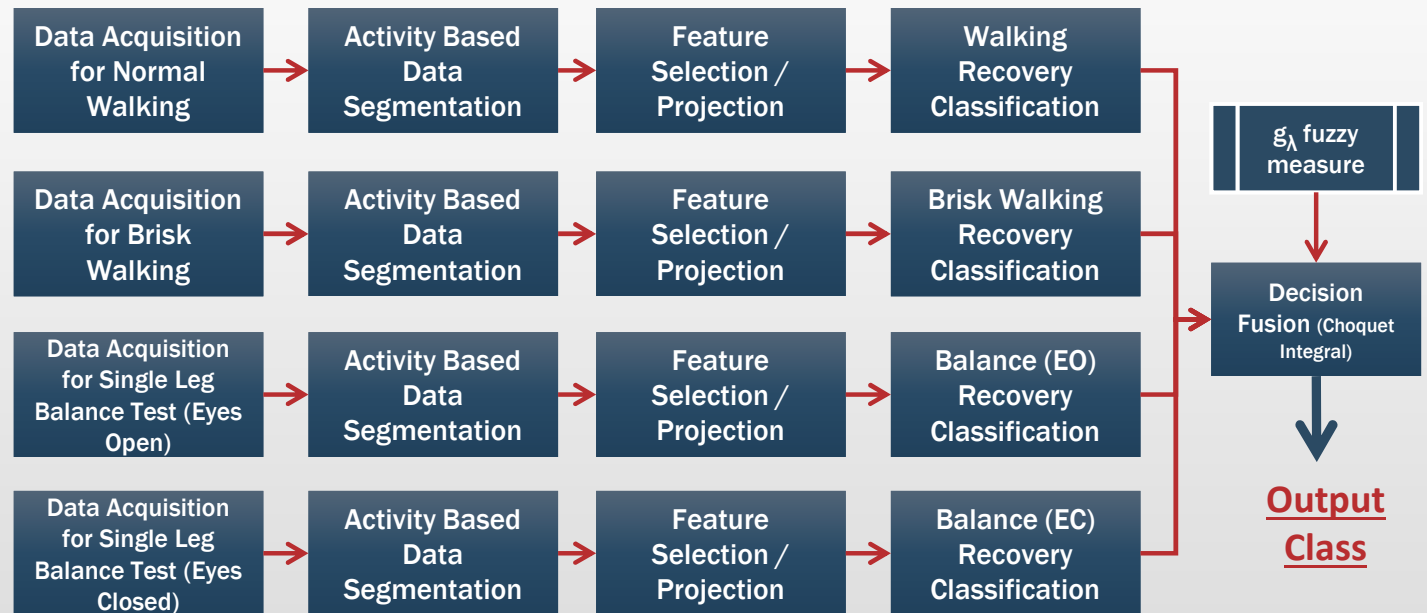 Data Acquisition
for Normal
Walking
Activity Based
Data
Segmentation
Feature
Selection /
Projection
Walking
Recovery
Classification
Data Acquisition
for Brisk
Walking
Activity Based
Data
Segmentation
Feature
Selection /
Projection
Brisk Walking
Recovery
Classification
Data Acquisition
for Single Leg
Balance Test (Eyes
Open)
Activity Based
Data
Segmentation
Feature
Selection /
Projection
Balance (EO)
Recovery
Classification
Data Acquisition
for Single Leg
Balance Test (Eyes
Closed)
Activity Based
Data
Segmentation
Feature
Selection /
Projection
Balance (EC)
Recovery
Classification
gλ fuzzy
measure
Decision
Fusion (Choquet
Integral)
Output
Class